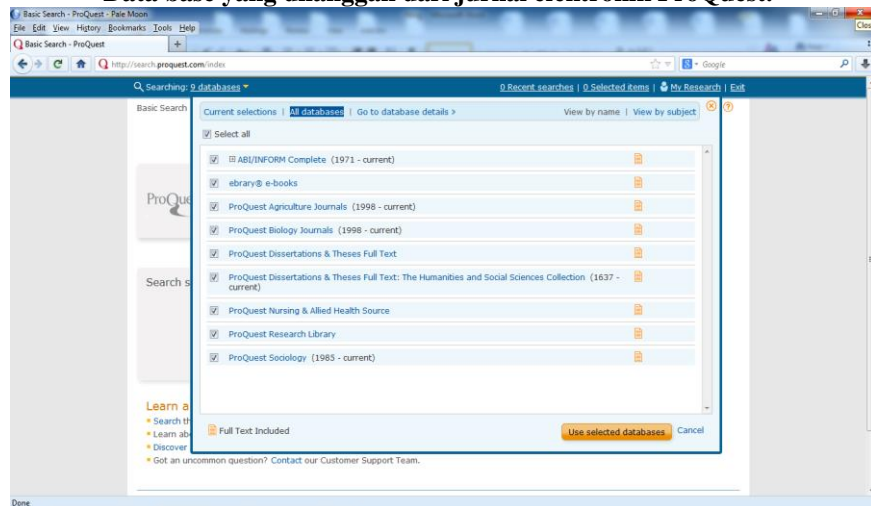 Data base yang dilanggan dari jurnal elektronik ProQuest.
Basic Search - ProQuest - Pale Moon
File Edit View History Bookmarks Tools Help
Basic Search - ProQuest
http://search.proquest.com/index
Google
Searching: 9 databases
0 Recent searches | 0 Selected items | My Research | Exit
Basic Search
Current selections | All databases | Go to database details >
View by name | View by subject
Select all
ABI/INFORM Complete (1971 - current)
ebrary® e-books
ProQuest Agriculture Journals (1998 - current)
ProQuest Biology Journals (1998 - current)
ProQuest Dissertations & Theses Full Text
ProQuest Dissertations & Theses Full Text: The Humanities and Social Sciences Collection (1637 -
current)
ProQuest Nursing & Allied Health Source
ProQuest Research Library
ProQuest Sociology (1985 - current)
Full Text Included
Use selected databases
Cancel
ProQue
Search s
Learn a
Search th
Learn ab
Discover
Got an uncommon question? Contact our Customer Support Team.
Done
Clos